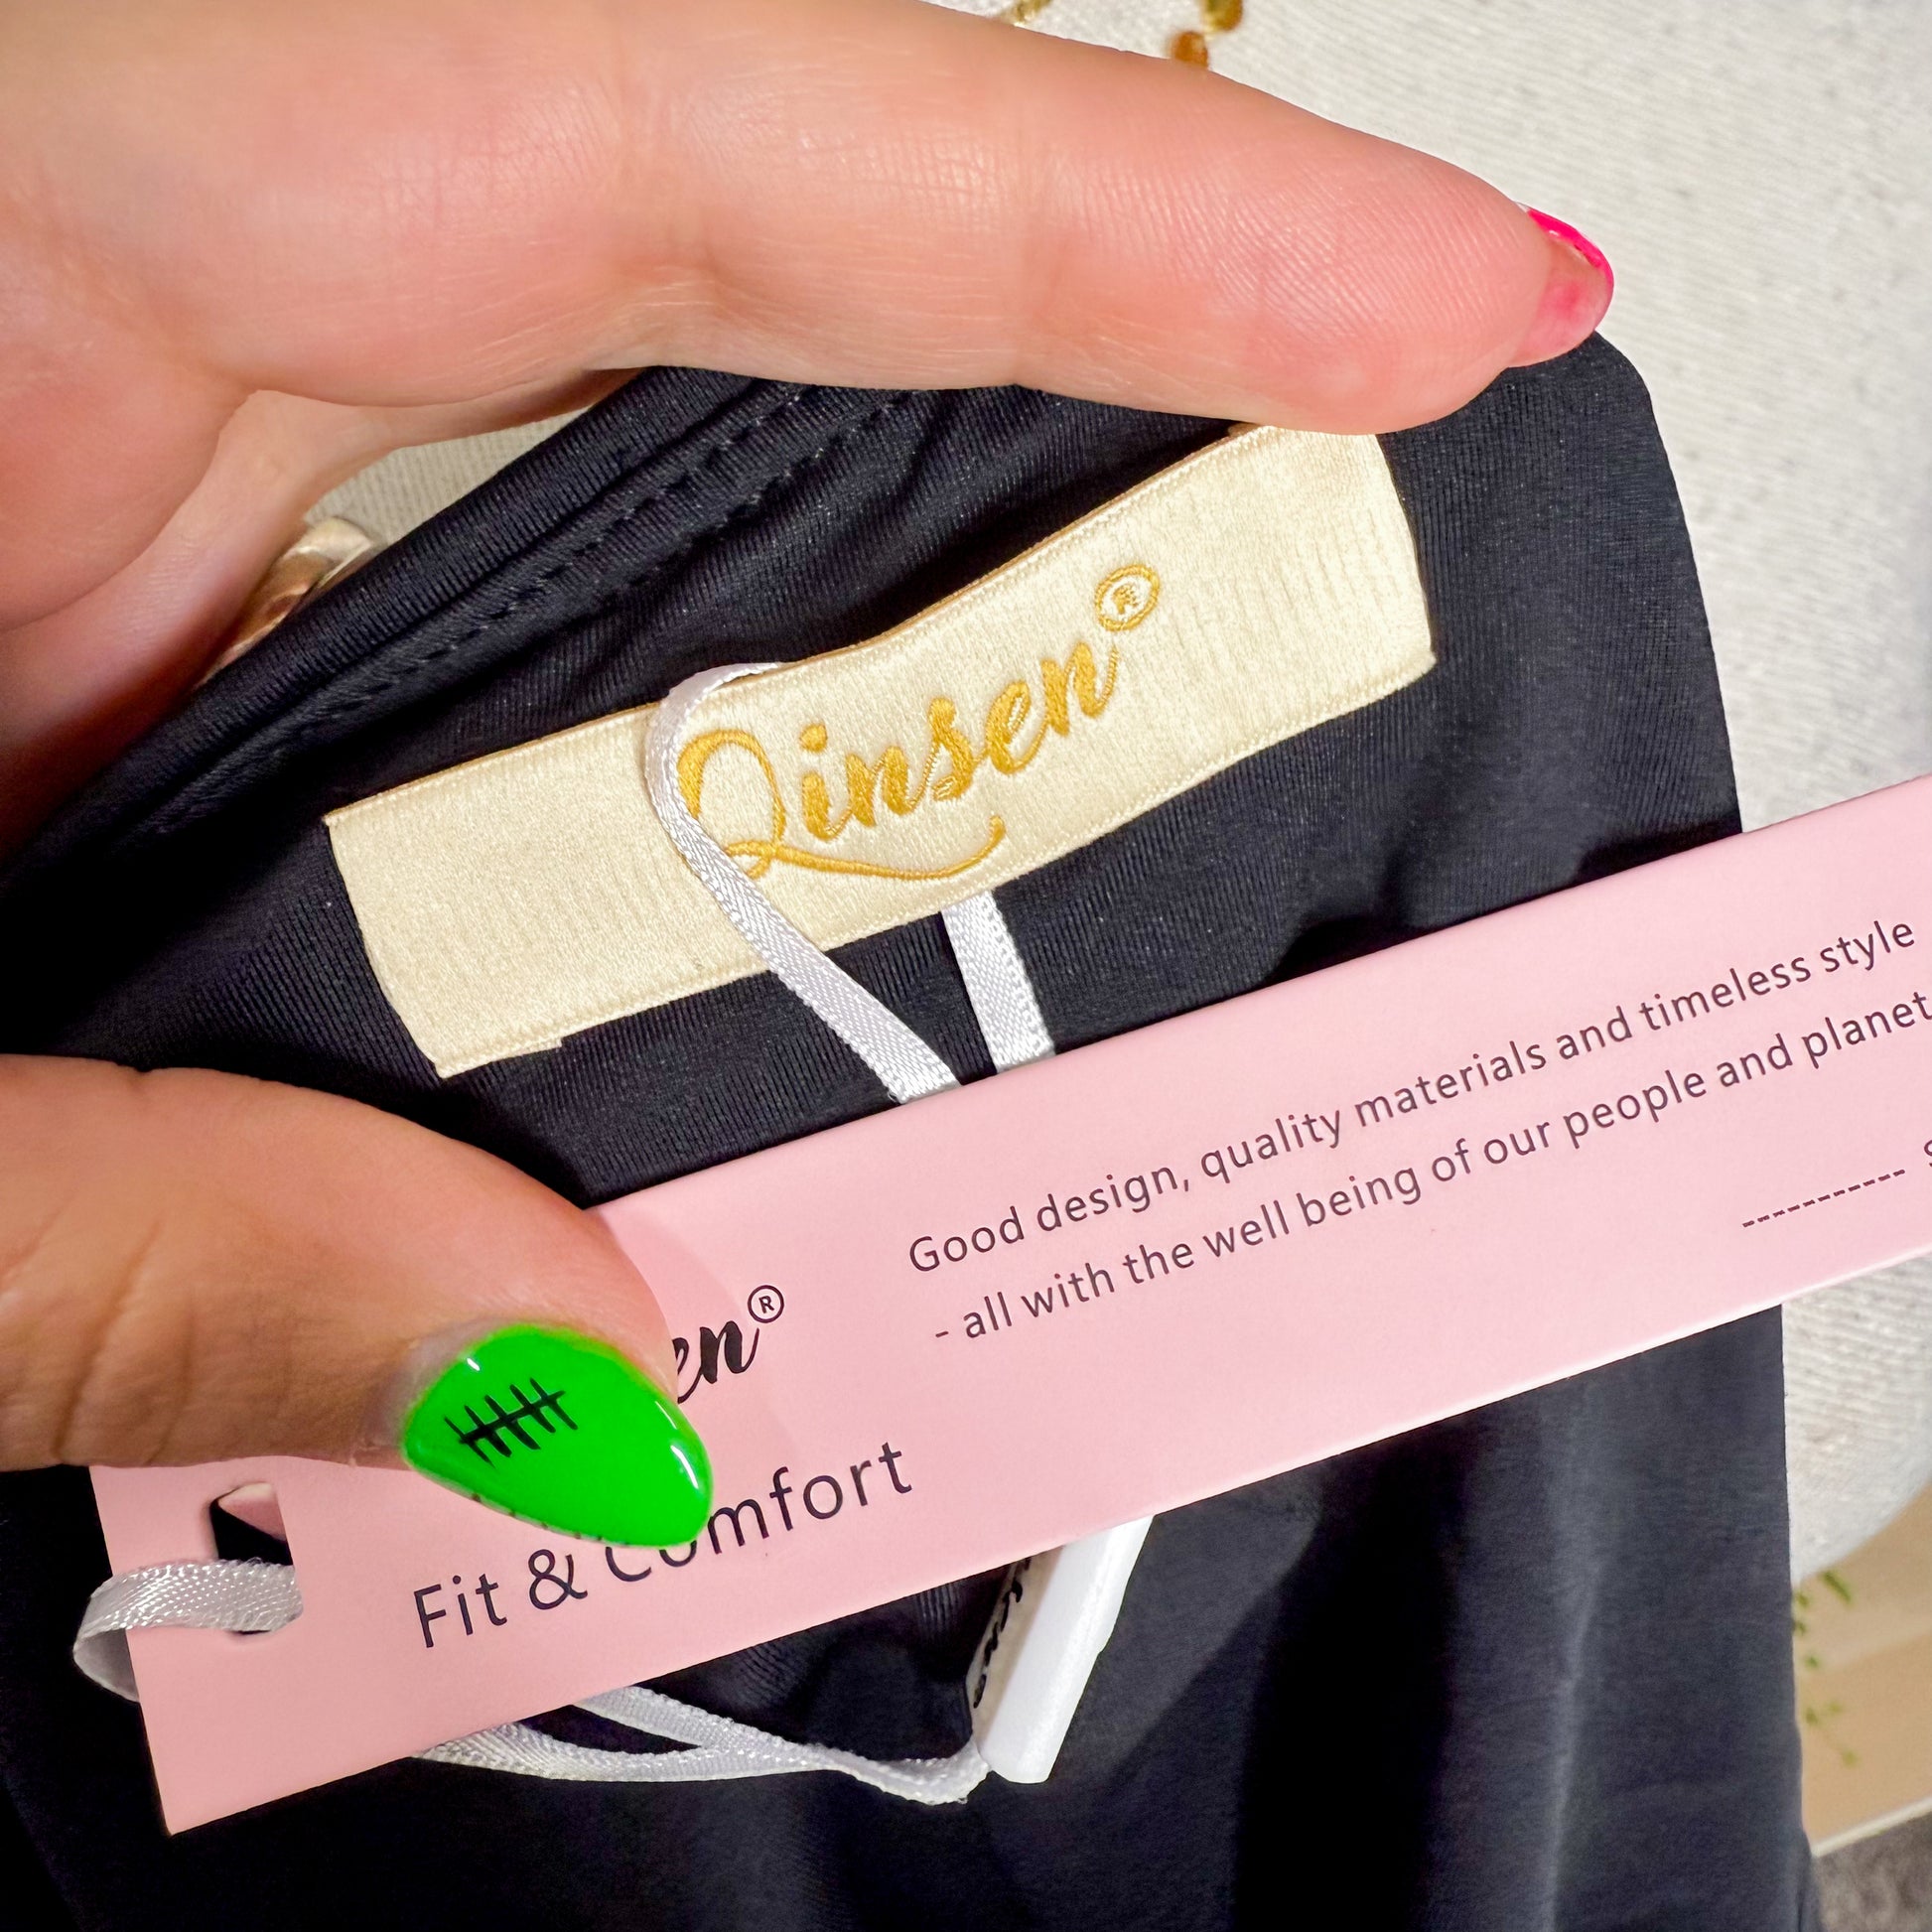 Qinsen®
Good design, quality materials and timeless style
- all with the well being of our people and planet
----------
en®
Fit & Comfort